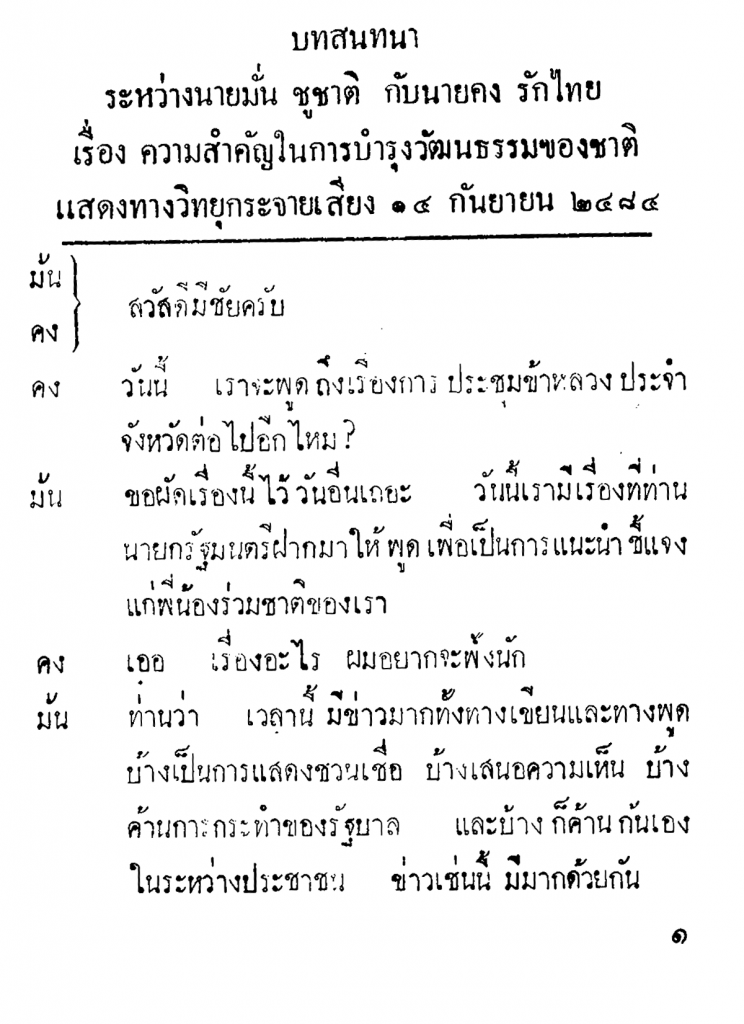 บทสนทนา
ระหว่างนายมั่น ชูชาติ กับนายคง รักไทย
เรื่อง ความสำคัญในการบำรุงวัฒนธรรมของชาติ
แสดงทางวิทยุกระจายเสียง ๑๔ กันยายน ๒๔๘๔
มั่น
คง
สวัสดีมีชัยครับ
คง วันนี้ เราจะพูดถึงเรื่องการประชุมข้าหลวงประจำ
จังหวัดต่อไปอีกไหม?
มั่น ขอผัดเรื่องนี้ไว้วันอื่นเถอะ วันนี้เรามีเรื่องที่ท่าน
นายกรัฐมนตรีฝากมาให้พูด เพื่อเป็นการแนะนำชี้แจง
แก่พี่น้องร่วมชาติของเรา
คง เออ เรื่องอะไร ผมอยากจะฟังนัก
มั่น ท่านว่า เวลานี้ มีข่าวมากทั้งทางเขียนและทางพูด
บ้างเป็นการแสดงชวนเชื่อ บ้างเสนอความเห็น บ้าง
ค้านการกระทำของรัฐบาล และบ้างก็ค้านกันเอง
ในระหว่างประชาชน ข่าวเช่นนี้ มีมากด้วยกัน
๑